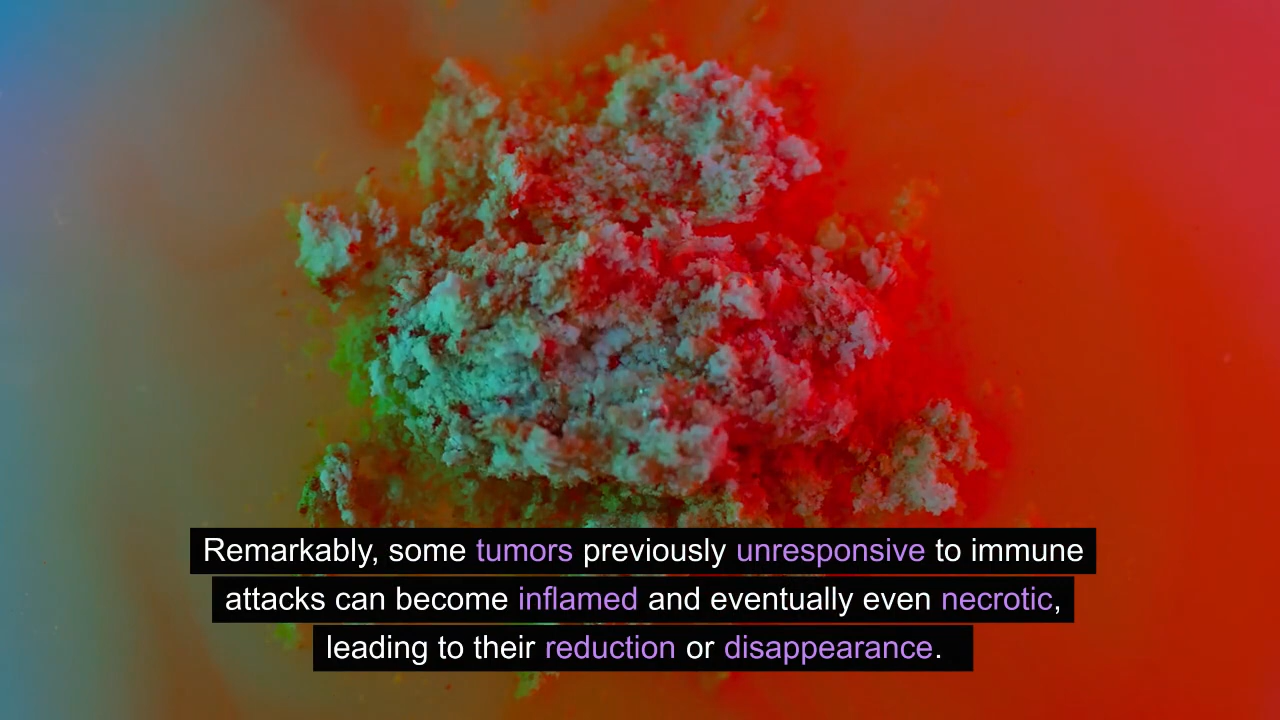 Remarkably, some tumors previously unresponsive to immune
attacks can become inflamed and eventually even necrotic,
leading to their reduction or disappearance.